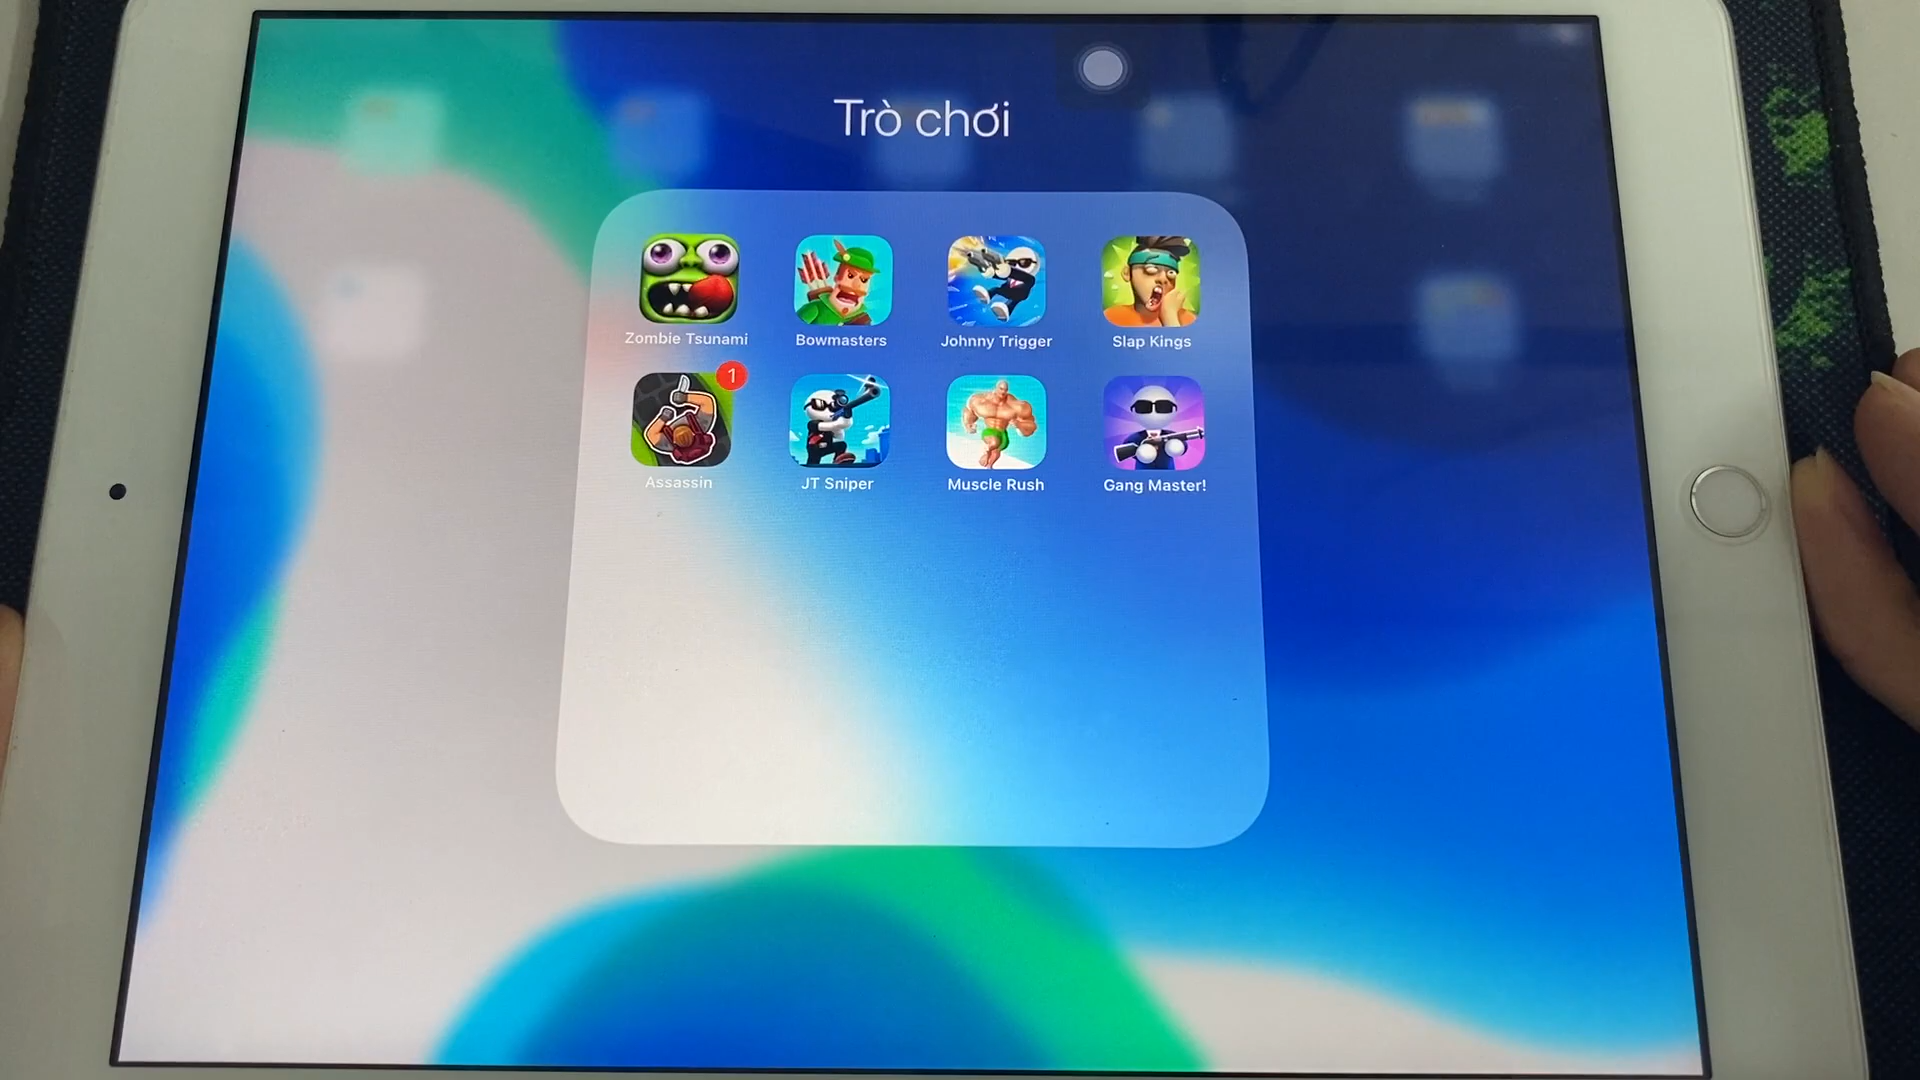 Trò chơi
Zombie Tsunami
Bowmasters
Johnny Trigger
Slap Kings
1
Assassin
JT Sniper
Muscle Rush
Gang Master!